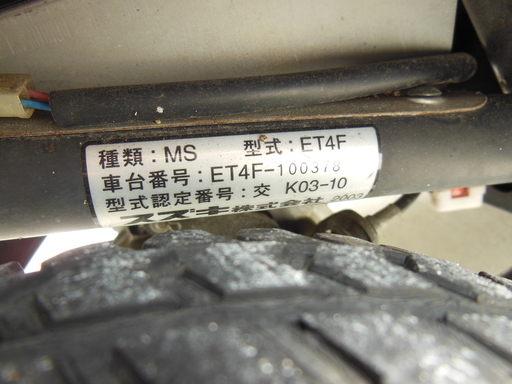 種類：MS 型式：ET4F
車台番号：ET4F-100378
型式認定番号：交 K03-10
スズキ株式会社 2003